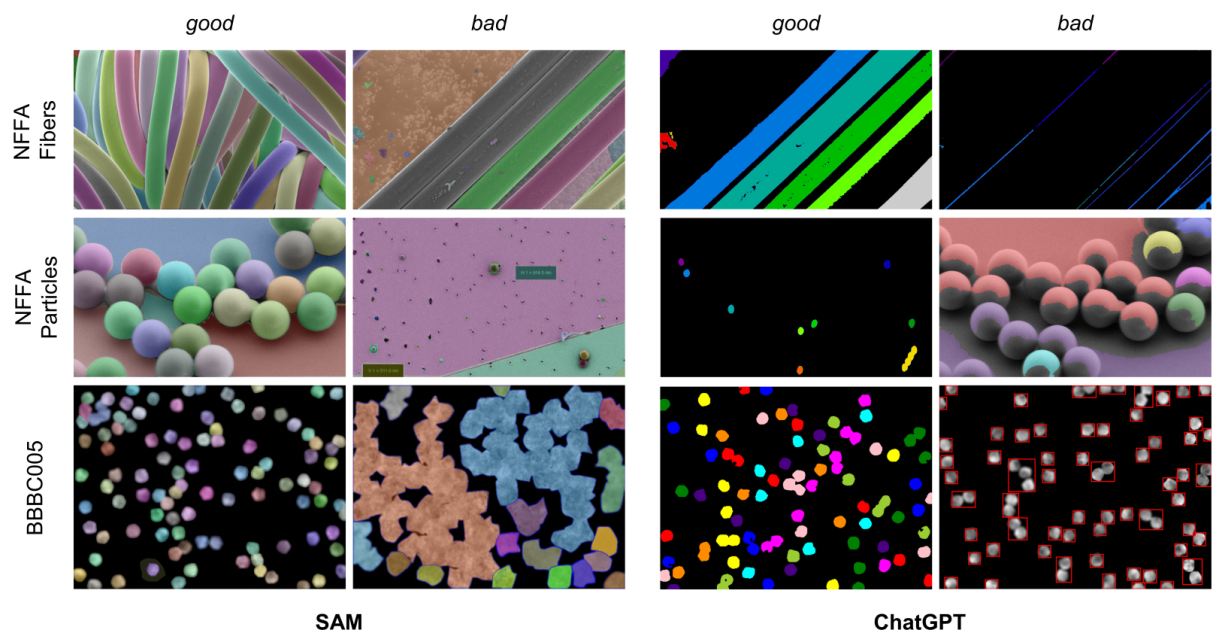 good bad good bad
NFFA
Fibers
NFFA
Particles
BBBC005
SAM ChatGPT